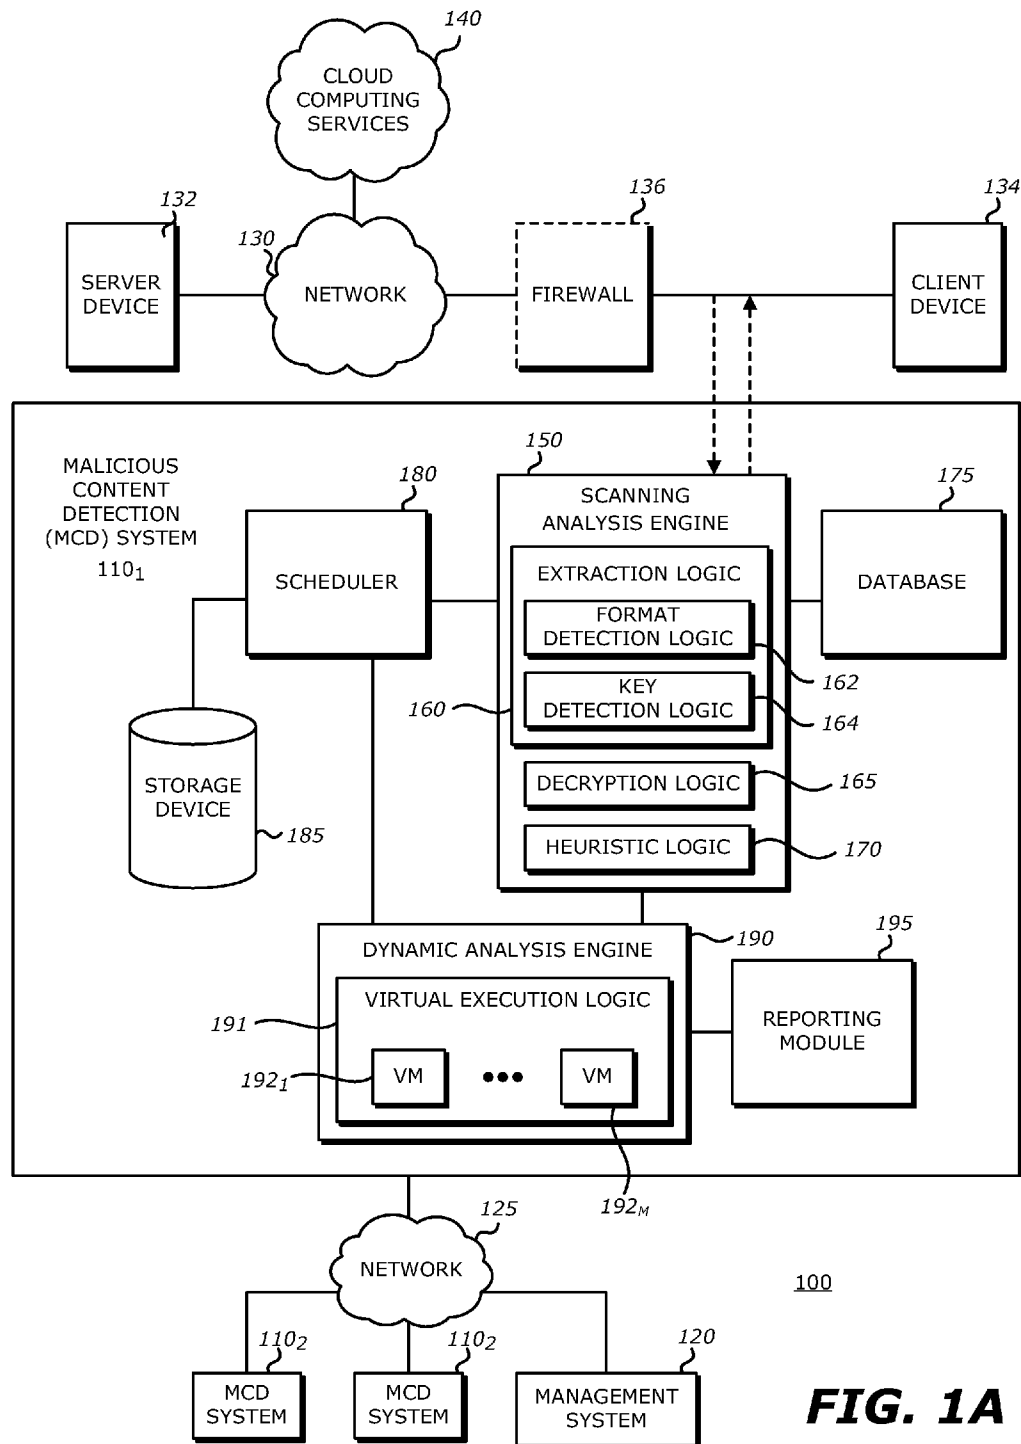 140
CLOUD
COMPUTING
SERVICES
132
130
136
134
SERVER
DEVICE
NETWORK
FIREWALL
CLIENT
DEVICE
MALICIOUS
CONTENT
DETECTION
(MCD) SYSTEM
110₁
180
SCHEDULER
150
SCANNING
ANALYSIS ENGINE
EXTRACTION LOGIC
FORMAT
DETECTION LOGIC
162
KEY
DETECTION LOGIC
160
164
DECRYPTION LOGIC
165
HEURISTIC LOGIC
170
175
DATABASE
STORAGE
DEVICE
185
DYNAMIC ANALYSIS ENGINE
190
VIRTUAL EXECUTION LOGIC
191
VM
VM
192₁
192M
195
REPORTING
MODULE
125
NETWORK
100
110₂
MCD
SYSTEM
110₂
MCD
SYSTEM
120
MANAGEMENT
SYSTEM
FIG. 1A